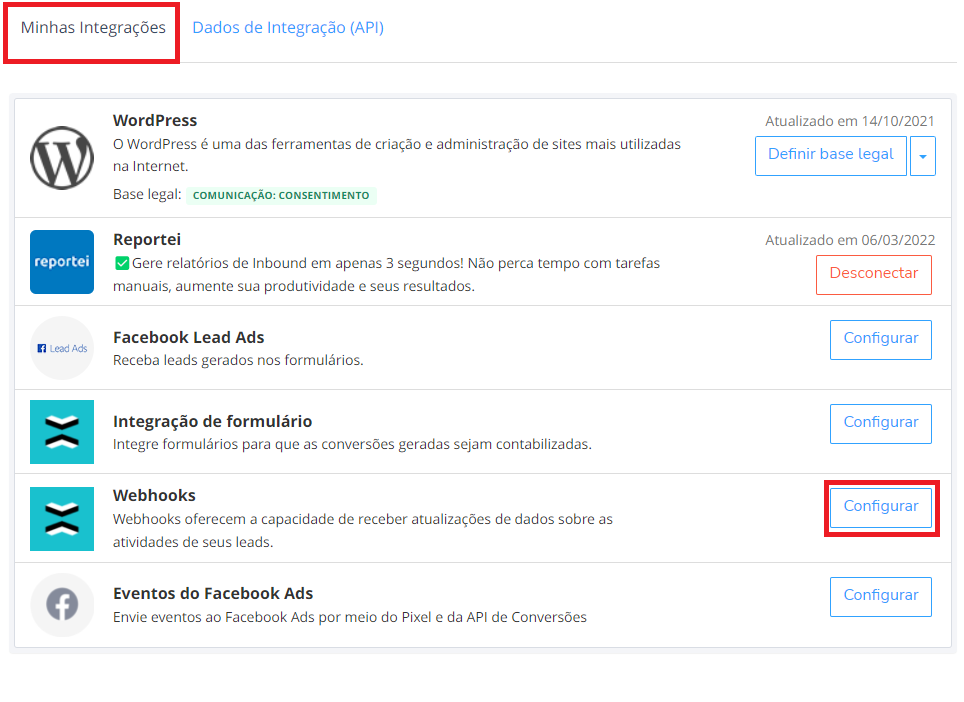 Minhas Integrações
Dados de Integração (API)
WordPress
Atualizado em 14/10/2021
O WordPress é uma das ferramentas de criação e administração de sites mais utilizadas
na Internet.
Definir base legal
Base legal: COMUNICAÇÃO: CONSENTIMENTO
reportei
Reportei
Atualizado em 06/03/2022
✅Gere relatórios de Inbound em apenas 3 segundos! Não perca tempo com tarefas
manuais, aumente sua produtividade e seus resultados.
Desconectar
Lead Ads
Facebook Lead Ads
Receba leads gerados nos formulários.
Configurar
Integração de formulário
Integre formulários para que as conversões geradas sejam contabilizadas.
Configurar
Webhooks
Webhooks oferecem a capacidade de receber atualizações de dados sobre as
atividades de seus leads.
Configurar
Eventos do Facebook Ads
Envie eventos ao Facebook Ads por meio do Pixel e da API de Conversões
Configurar